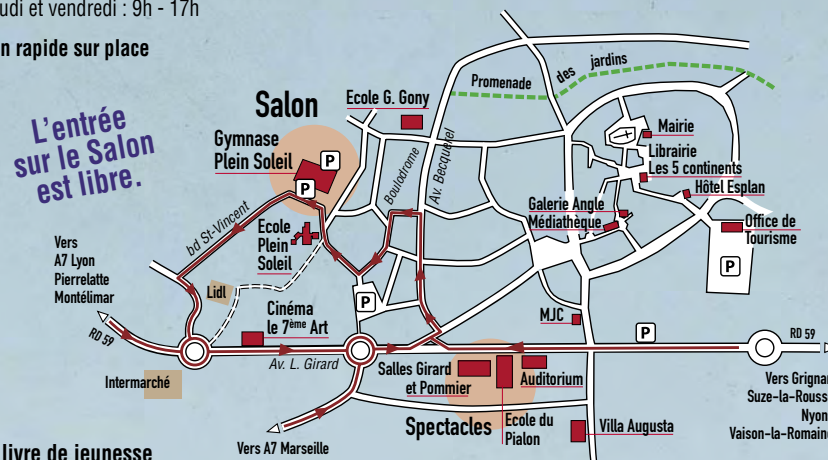 udi et vendredi : 9h - 17h
n rapide sur place
L'entrée
sur le Salon
est libre.
Salon
Gymnase
Plein Soleil
P
P
Ecole G. Gony
Promenade
des
jardins
Boulodrome
Av. Becquerel
Mairie
Librairie
Les 5 continents
Hôtel Esplan
Galerie Angle
Médiathèque
Office de
Tourisme
P
bd St-Vincent
Ecole
Plein
Soleil
Vers
A7 Lyon
Pierrelatte
Montélimar
RD 59
Lidl
Cinéma
le 7ème Art
P
MJC
P
RD 59
Av. L. Girard
Intermarché
Salles Girard
et Pommier
Auditorium
Spectacles
Ecole du
Pialon
Villa Augusta
Vers Grignan
Suze-la-Rouss
Nyon
Vaison-la-Romain
Vers A7 Marseille
livre de jeunesse